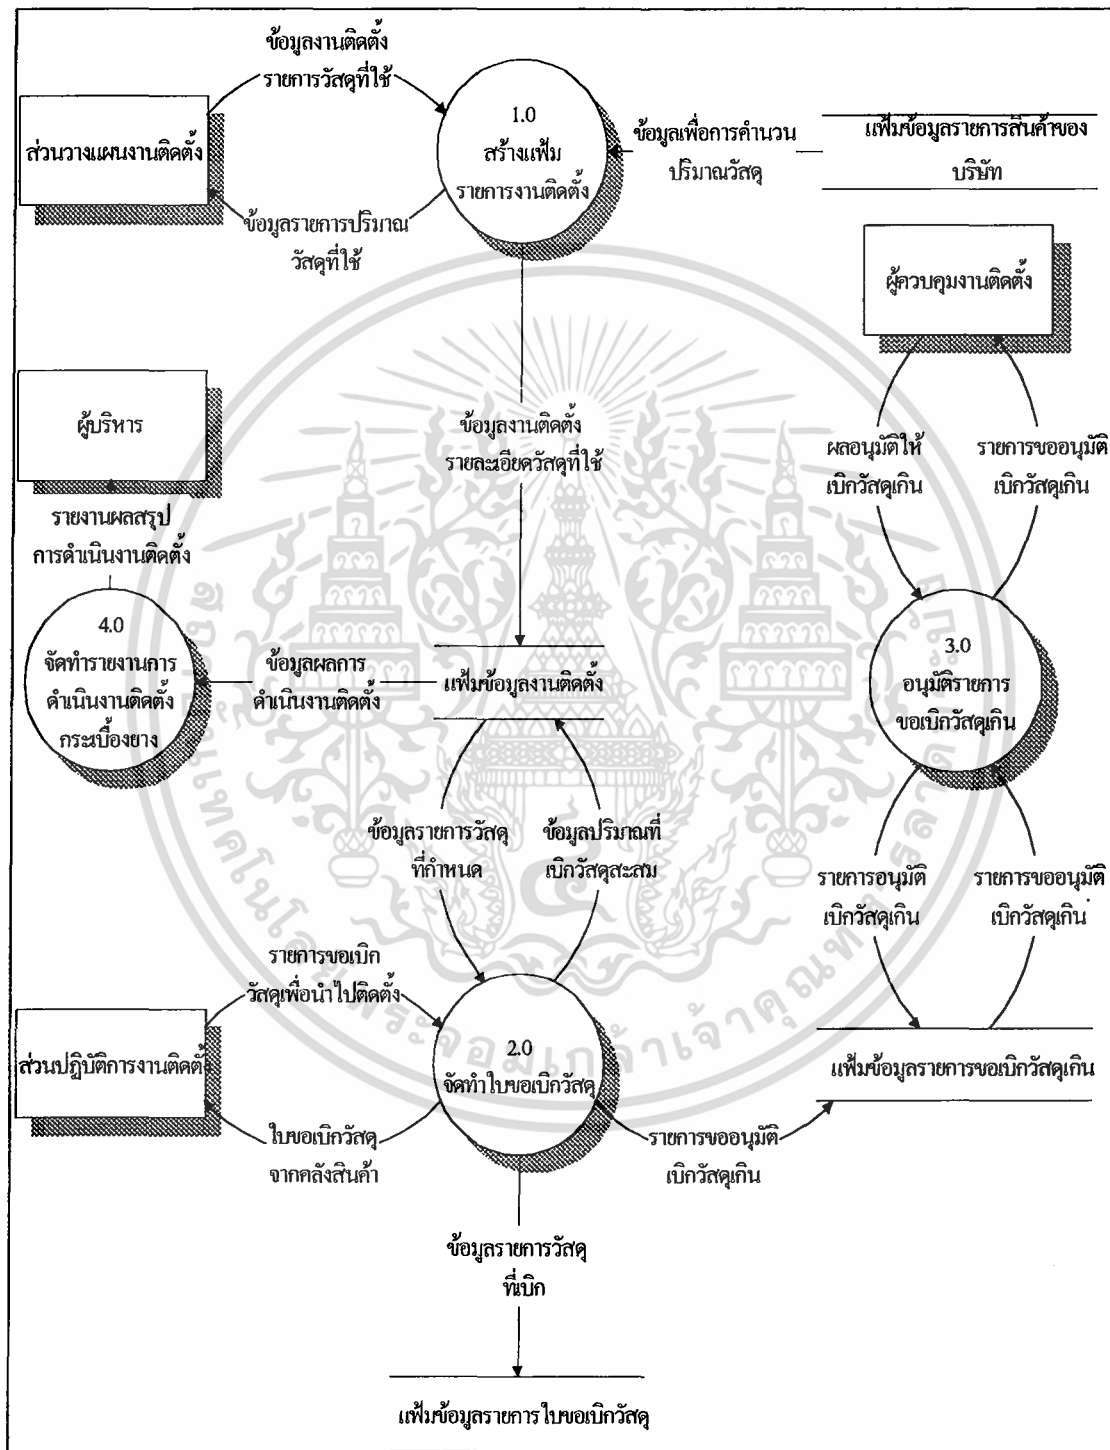 ข้อมูลงานติดตั้ง
รายการวัสดุที่ใช้
ส่วนวางแผนงานติดตั้ง
1.0
สร้างแฟ้ม
รายการงานติดตั้ง
ข้อมูลเพื่อการคำนวน
ปริมาณวัสดุ
แฟ้มข้อมูลรายการสินค้าของ
บริษัท
ข้อมูลรายการปริมาณ
วัสดุที่ใช้
ผู้ควบคุมงานติดตั้ง
ผู้บริหาร
ข้อมูลงานติดตั้ง
รายละเอียดวัสดุที่ใช้
ผลอนุมัติให้
เบิกวัสดุเกิน
รายการขออนุมัติ
เบิกวัสดุเกิน
รายงานผลสรุป
การดำเนินงานติดตั้ง
4.0
จัดทำรายงานการ
ดำเนินงานติดตั้ง
กระเบื้องยาง
ข้อมูลผลการ
ดำเนินงานติดตั้ง
แฟ้มข้อมูลงานติดตั้ง
3.0
อนุมัติรายการ
ขอเบิกวัสดุเกิน
ข้อมูลรายการวัสดุ
ที่กำหนด
ข้อมูลปริมาณที่
เบิกวัสดุสะสม
รายการอนุมัติ
เบิกวัสดุเกิน
รายการขออนุมัติ
เบิกวัสดุเกิน
รายการขอเบิก
วัสดุเพื่อนำไปติดตั้ง
ส่วนปฏิบัติการงานติดตั้ง
2.0
จัดทำใบขอเบิกวัสดุ
แฟ้มข้อมูลรายการขอเบิกวัสดุเกิน
ใบขอเบิกวัสดุ
จากคลังสินค้า
รายการขออนุมัติ
เบิกวัสดุเกิน
ข้อมูลรายการวัสดุ
ที่เบิก
แฟ้มข้อมูลรายการใบขอเบิกวัสดุ